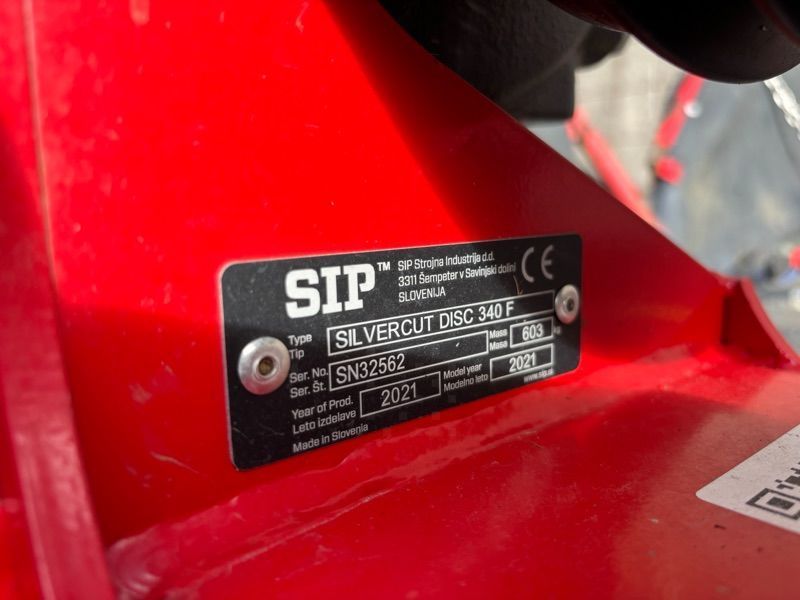 SIP™
SIP Strojna Industrija d.d.
3311 Šempeter v Savinjski dolini
SLOVENIJA
CE
Type
Tip
SILVERCUT DISC 340 F
Ser. No.
Ser. Št.
SN32562
Mass
Masa
603
kg
Year of Prod.
Leto izdelave
2021
Model year
Modelno leto
2021
Made in Slovenia
www.sip.si